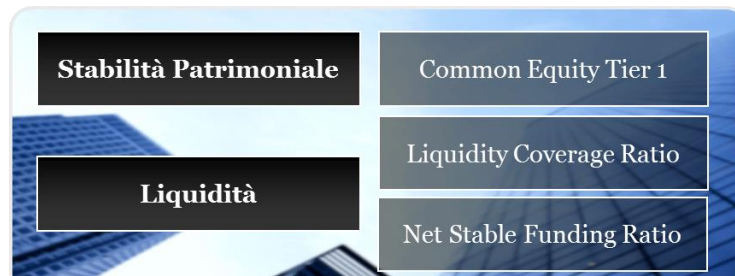 Stabilità Patrimoniale
Common Equity Tier 1
Liquidity Coverage Ratio
Liquidità
Net Stable Funding Ratio